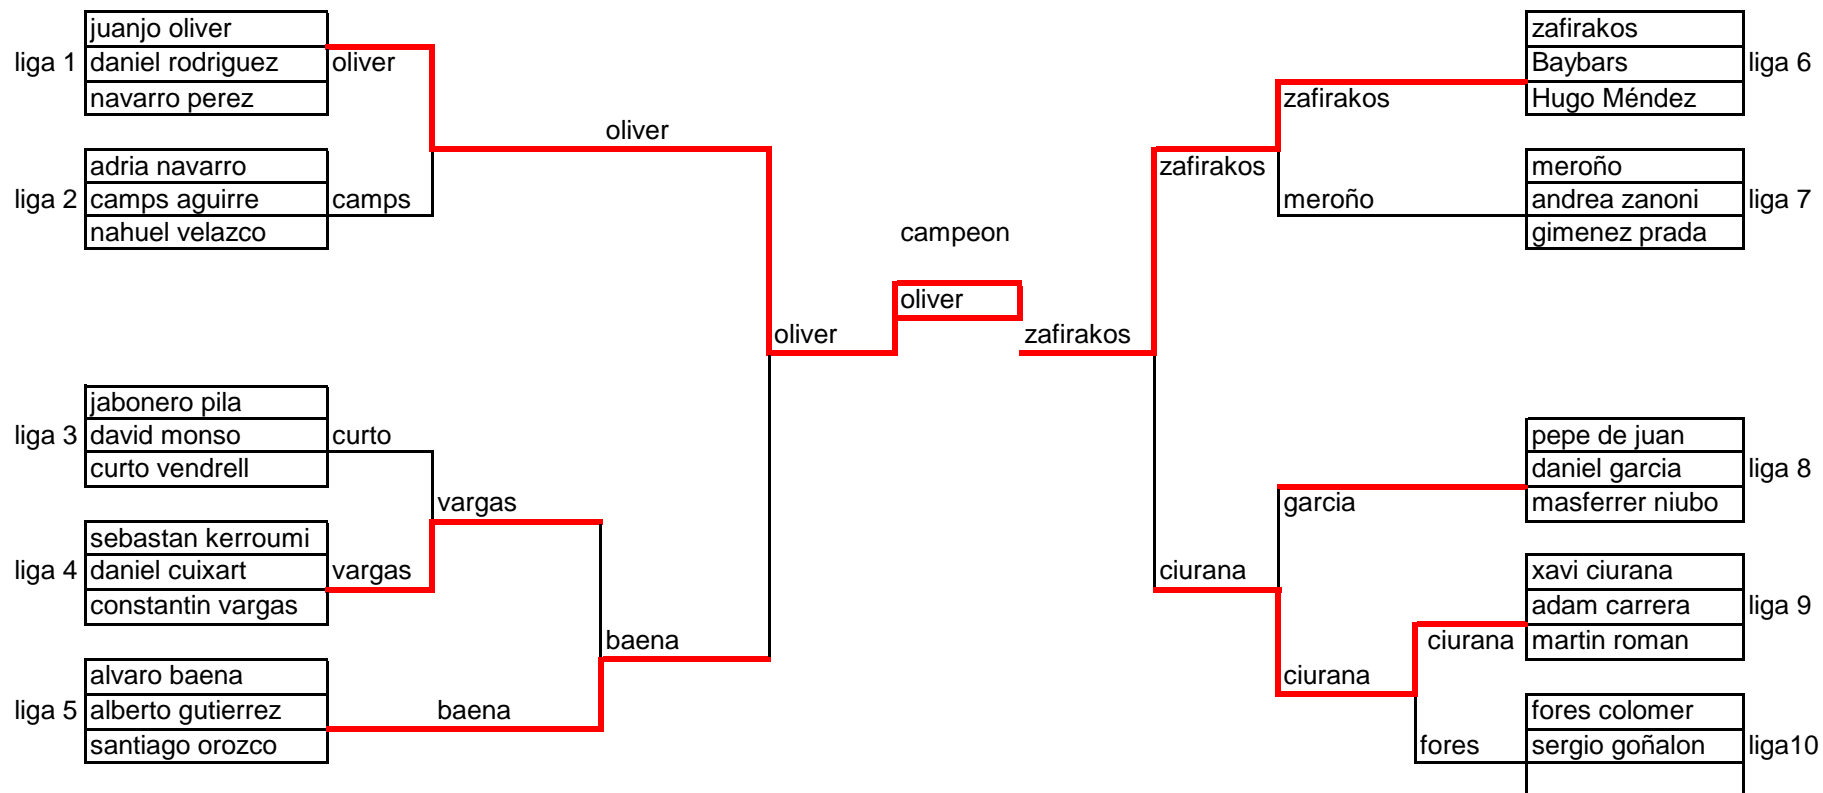 juanjo oliver
liga 1 daniel rodriguez oliver
navarro perez
oliver
adria navarro
liga 2 camps aguirre camps
nahuel velazco
jabonero pila
liga 3 david monso curto
curto vendrell
vargas
sebastan kerroumi
liga 4 daniel cuixart vargas
constantin vargas
baena
alvaro baena
liga 5 alberto gutierrez baena
santiago orozco
campeon
oliver
oliver
zafirakos
zafirakos
Baybars liga 6
zafirakos Hugo Méndez
zafirakos meroño
meroño andrea zanoni liga 7
gimenez prada
pepe de juan
daniel garcia liga 8
garcia masferrer niubo
ciurana xavi ciurana
adam carrera liga 9
ciurana martin roman
ciurana
fores colomer
fores sergio goñalon liga10